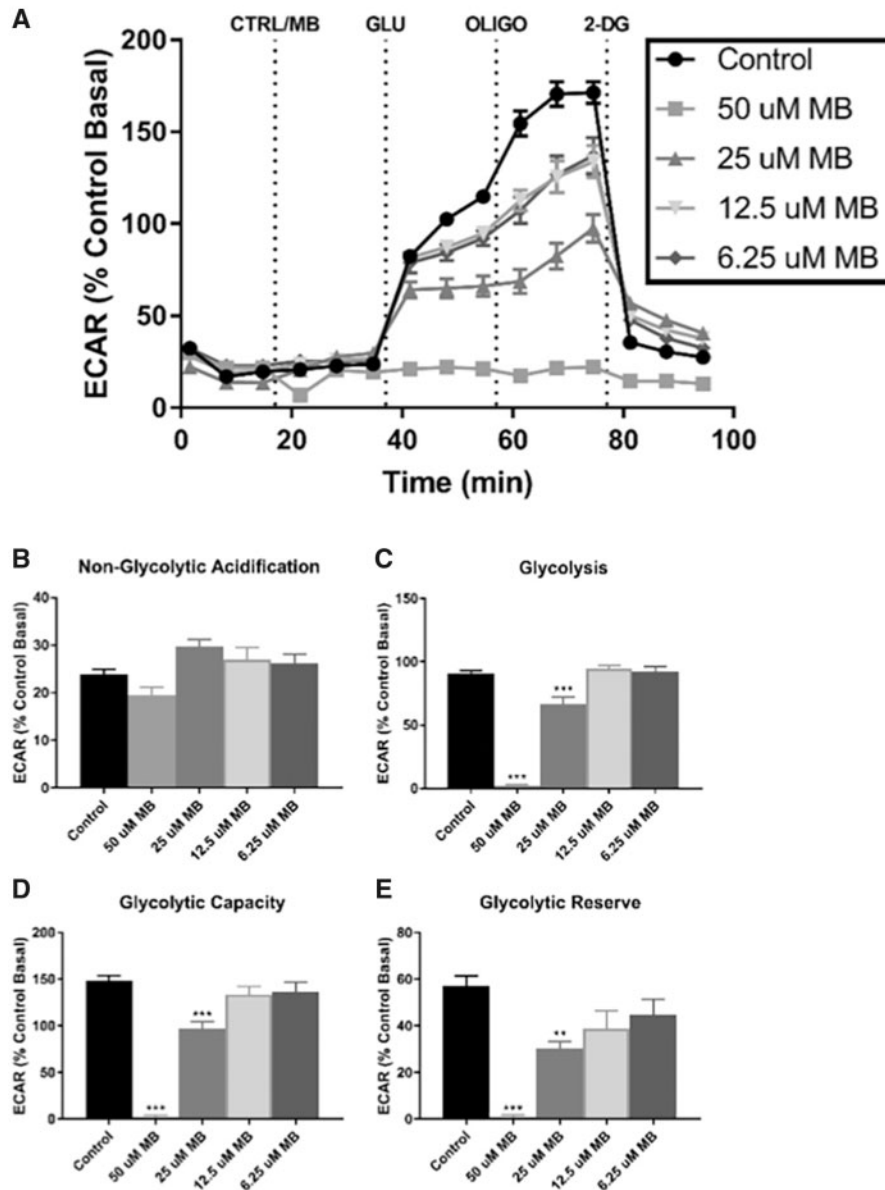 A
CTRL/MB GLU OLIGO 2-DG
ECAR (% Control Basal)
200
150
100
50
0
0 20 40 60 80 100
Time (min)
Control
50 uM MB
25 uM MB
12.5 uM MB
6.25 uM MB
B
Non-Glycolytic Acidification
ECAR (% Control Basal)
40
30
20
10
0
Control
50 uM MB
25 uM MB
12.5 uM MB
6.25 uM MB
C
Glycolysis
ECAR (% Control Basal)
150
100
50
0
***
***
Control
50 uM MB
25 uM MB
12.5 uM MB
6.25 uM MB
D
Glycolytic Capacity
ECAR (% Control Basal)
200
150
100
50
0
***
***
Control
50 uM MB
25 uM MB
12.5 uM MB
6.25 uM MB
E
Glycolytic Reserve
ECAR (% Control Basal)
80
60
40
20
0
***
**
Control
50 uM MB
25 uM MB
12.5 uM MB
6.25 uM MB